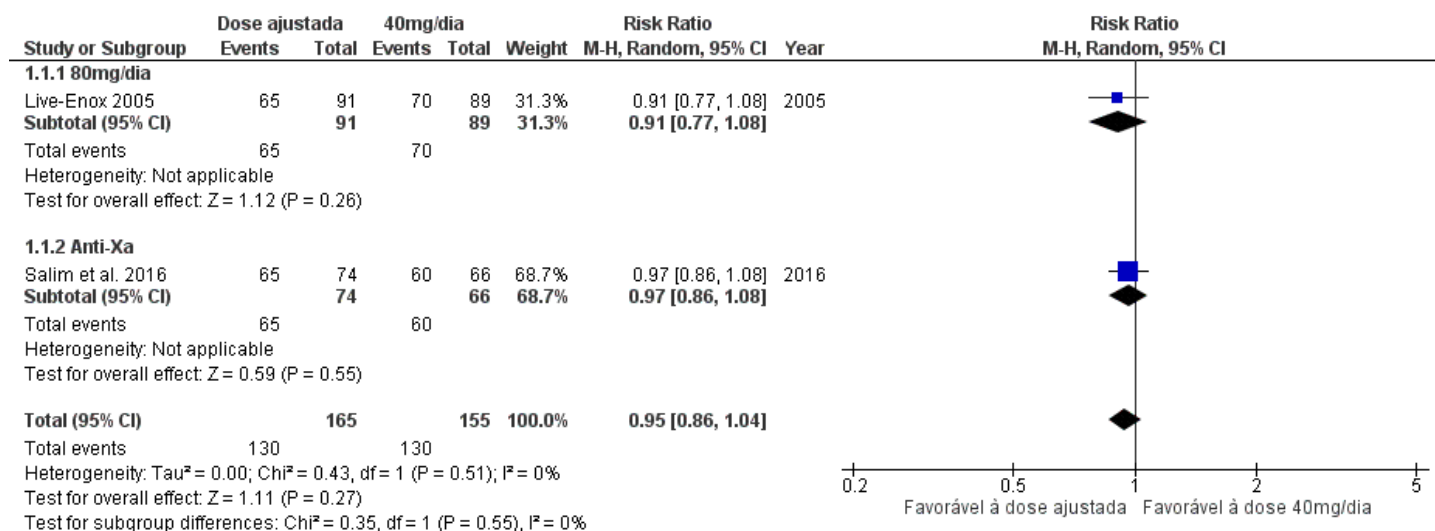 Dose ajustada 40mg/dia Risk Ratio Risk Ratio
Study or Subgroup Events Total Events Total Weight M-H, Random, 95% CI Year M-H, Random, 95% CI
1.1.1 80mg/dia
Live-Enox 2005 65 91 70 89 31.3% 0.91 [0.77, 1.08] 2005
Subtotal (95% CI) 91 89 31.3% 0.91 [0.77, 1.08]
Total events 65 70
Heterogeneity: Not applicable
Test for overall effect: Z = 1.12 (P = 0.26)
1.1.2 Anti-Xa
Salim et al. 2016 65 74 60 66 68.7% 0.97 [0.86, 1.08] 2016
Subtotal (95% CI) 74 66 68.7% 0.97 [0.86, 1.08]
Total events 65 60
Heterogeneity: Not applicable
Test for overall effect: Z = 0.59 (P = 0.55)
Total (95% CI) 165 155 100.0% 0.95 [0.86, 1.04]
Total events 130 130
Heterogeneity: Tau² = 0.00; Chi² = 0.43, df = 1 (P = 0.51); I² = 0%
Test for overall effect: Z = 1.11 (P = 0.27)
Test for subgroup differences: Chi² = 0.35, df = 1 (P = 0.55), I² = 0%
0.2 0.5 1 2 5
Favorável à dose ajustada Favorável à dose 40mg/dia